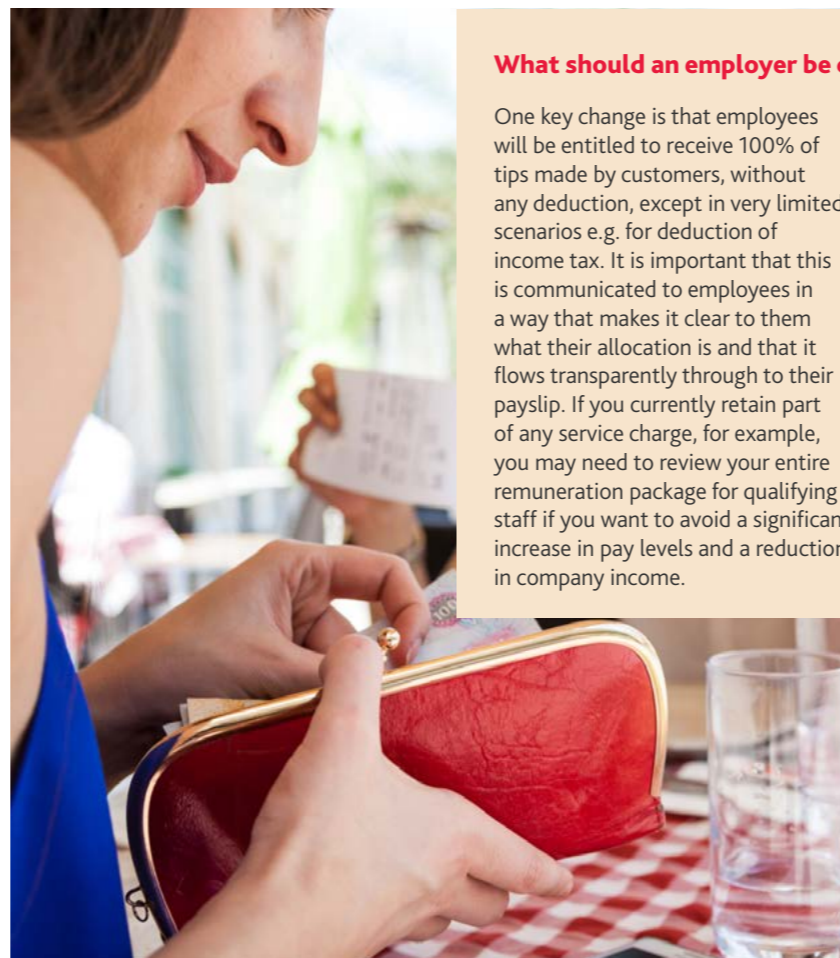 What should an employer be
One key change is that employees
will be entitled to receive 100% of
tips made by customers, without
any deduction, except in very limited
scenarios e.g. for deduction of
income tax. It is important that this
is communicated to employees in
a way that makes it clear to them
what their allocation is and that it
flows transparently through to their
payslip. If you currently retain part
of any service charge, for example,
you may need to review your entire
remuneration package for qualifying
staff if you want to avoid a significan
increase in pay levels and a reduction
in company income.
100